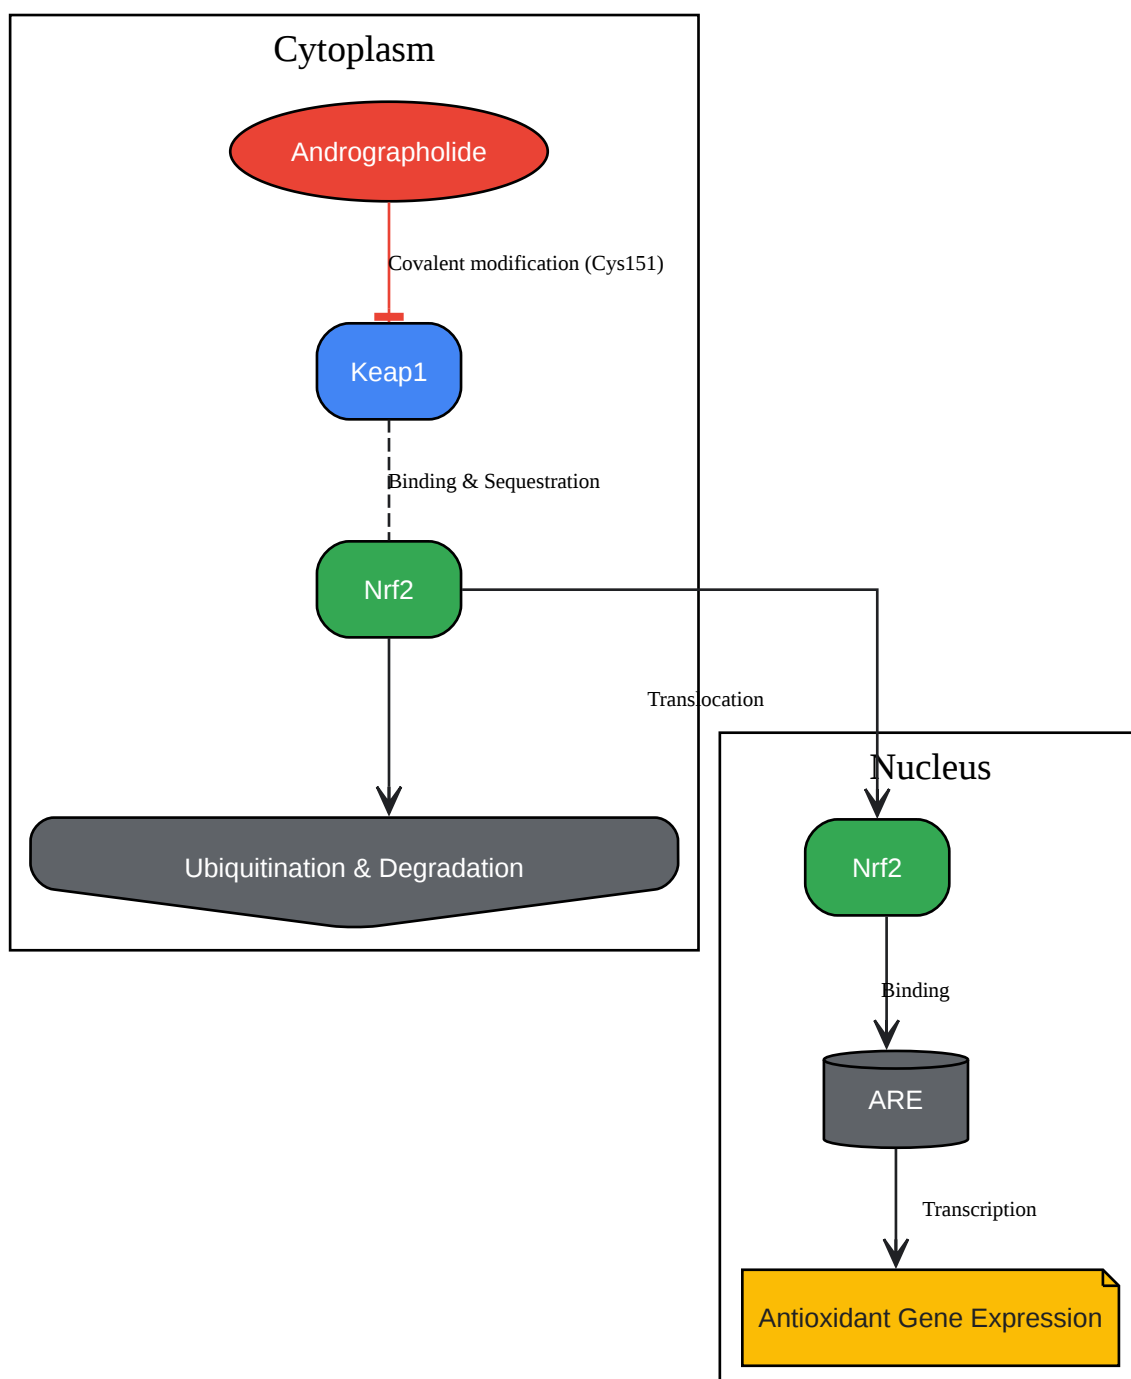 Cytoplasm
Andrographolide
Covalent modification (Cys151)
Keap1
Binding & Sequestration
Nrf2
Translocation
Ubiquitination & Degradation
Nucleus
Nrf2
Binding
ARE
Transcription
Antioxidant Gene Expression